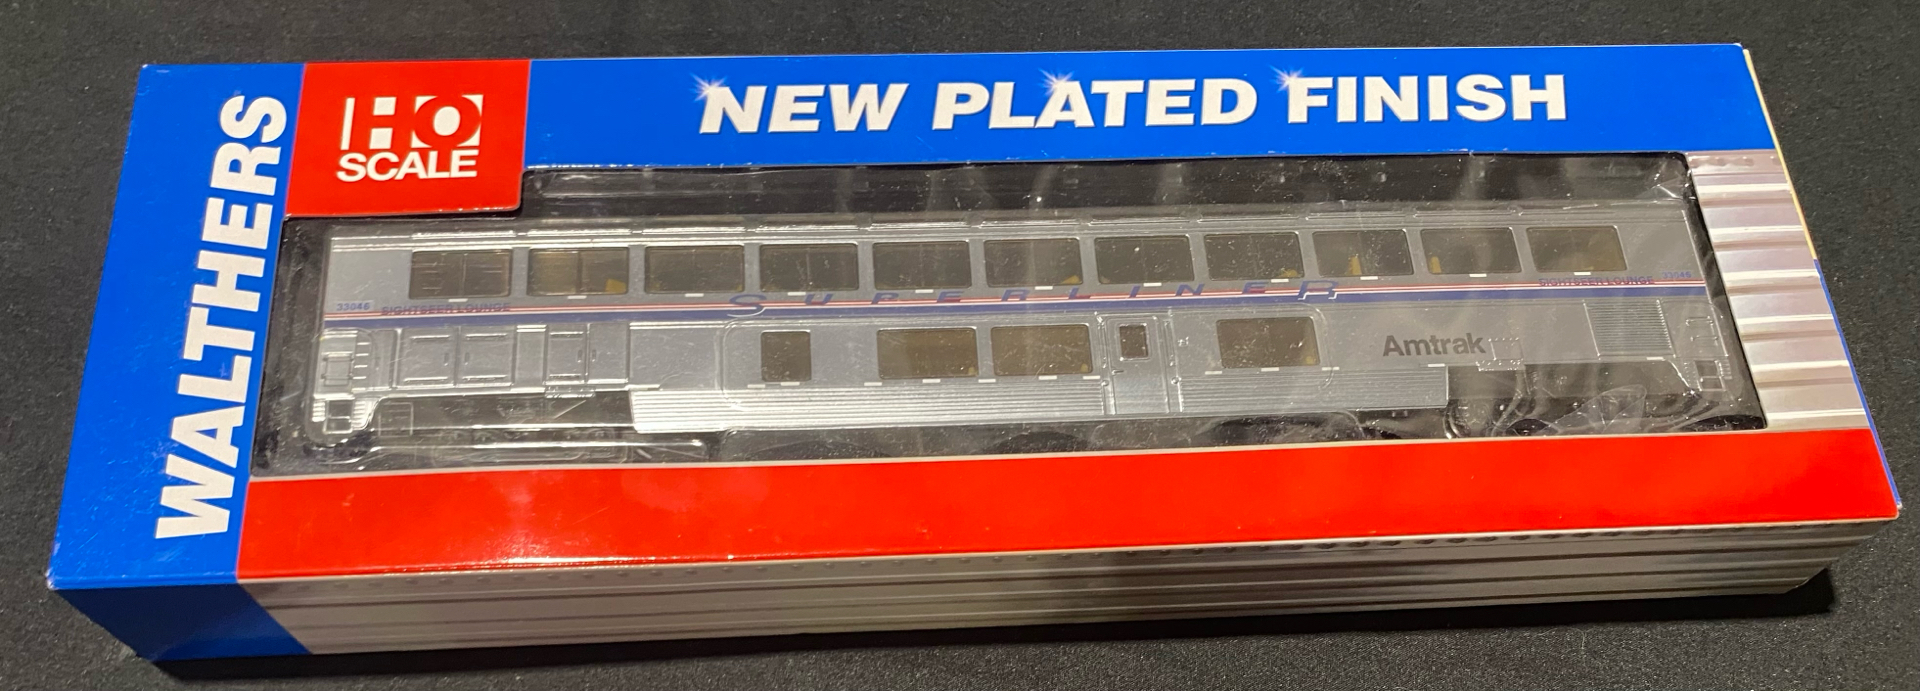 WALTHERS
HO
SCALE
NEW PLATED FINISH
33046 SIGHTSEER LOUNGE
SUPERLINER
SIGHTSEER LOUNGE 33046
Amtrak